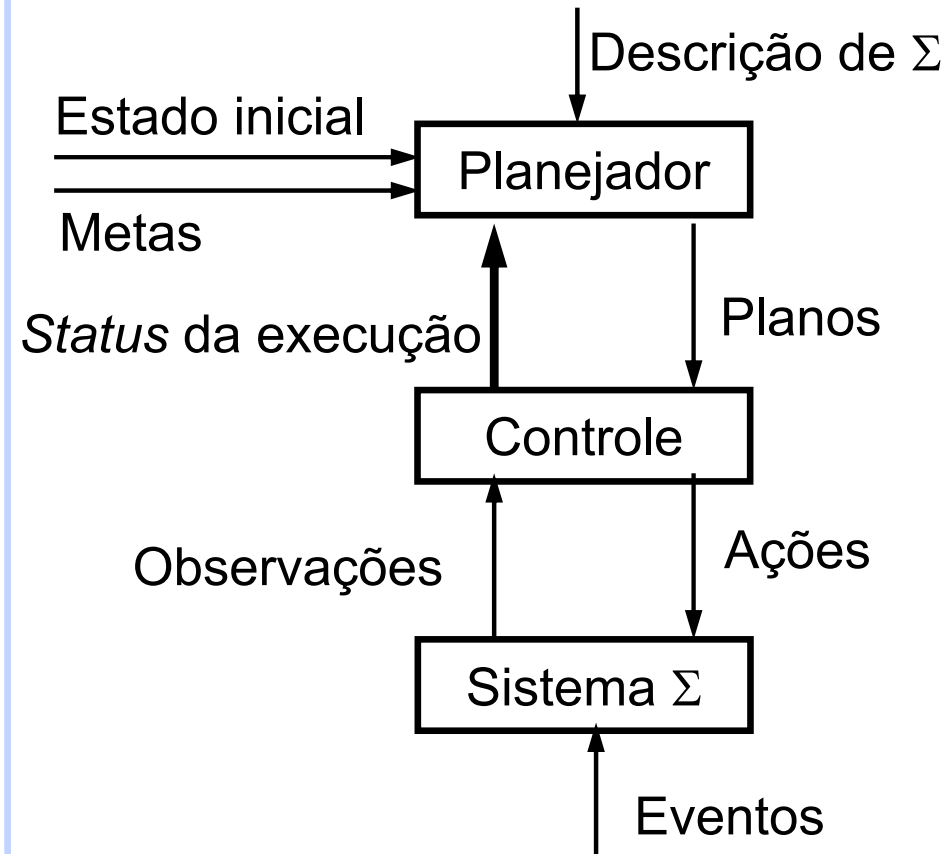 Descrição de Σ
Estado inicial
Planejador
Metas
Status da execução
Planos
Controle
Observações
Ações
Sistema Σ
Eventos